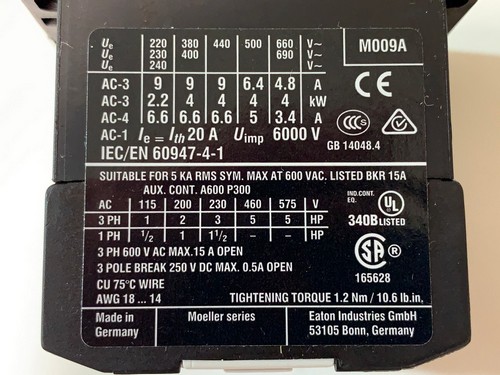 Ue 220 380 440 500 660 V~ M009A
Ue 230 400 690 V~
Ue 240 V~
AC-3 9 9 9 6.4 4.8 A CE
AC-3 2.2 4 4 4 4 kW
AC-4 6.6 6.6 6.6 5 3.4 A CCC S
AC-1 Ie = Ith 20 A Uimp 6000 V GB 14048.4
IEC/EN 60947-4-1
SUITABLE FOR 5 KA RMS SYM. MAX AT 600 VAC. LISTED BKR 15A
AUX. CONT. A600 P300
AC 115 200 230 460 575 V
3 PH 1 2 3 5 5 HP
1 PH 1/2 1 1 1/2 – – HP
IND.CONT. EQ. UL
340B LISTED
3 PH 600 V AC MAX.15 A OPEN
3 POLE BREAK 250 V DC MAX. 0.5A OPEN
CU 75°C WIRE
AWG 18 ... 14
SA ®
165628
TIGHTENING TORQUE 1.2 Nm / 10.6 lb.in,
Made in Germany
Moeller series
Eaton Industries GmbH
53105 Bonn, Germany